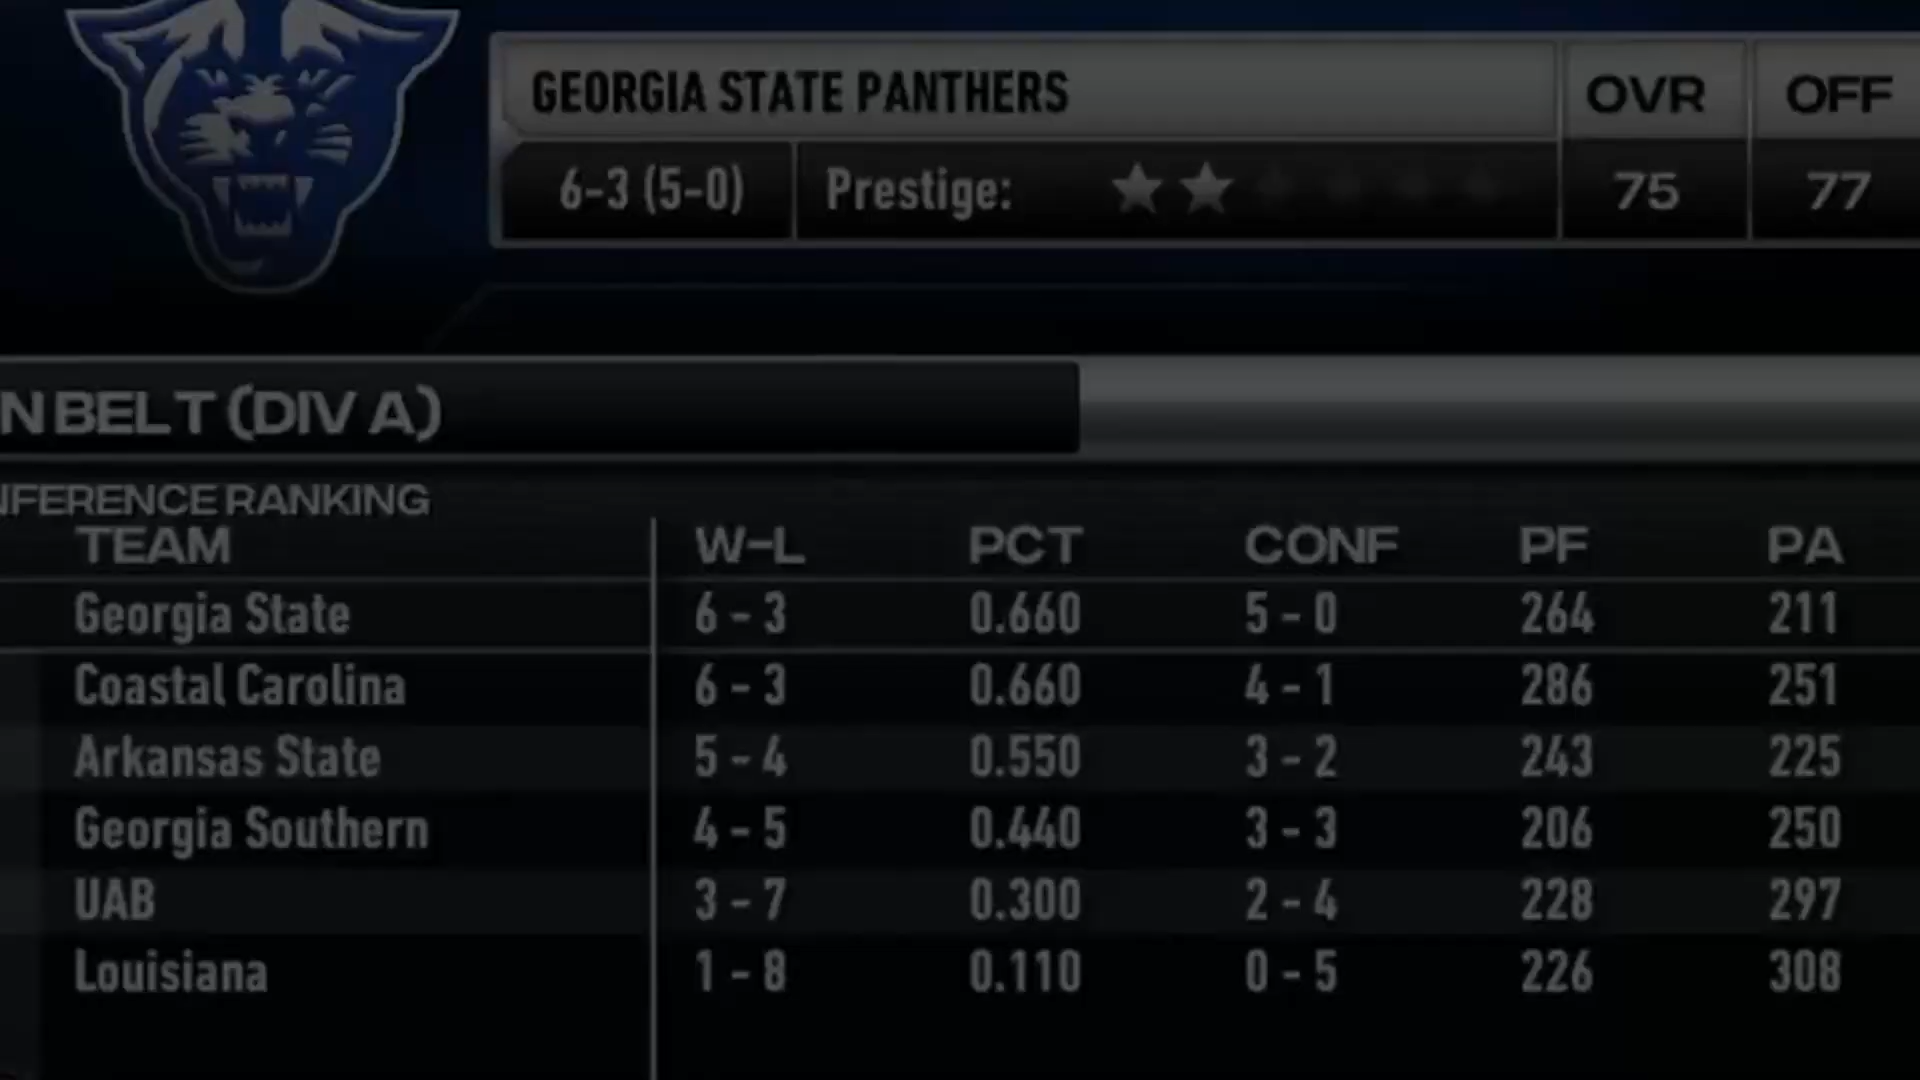 GEORGIA STATE PANTHERS OVR OFF
6-3 (5-0) Prestige: 75 77
N BELT (DIV A)
NFERENCE RANKING
TEAM W-L PCT CONF PF PA
Georgia State 6 - 3 0.660 5 - 0 264 211
Coastal Carolina 6 - 3 0.660 4 - 1 286 251
Arkansas State 5 - 4 0.550 3 - 2 243 225
Georgia Southern 4 - 5 0.440 3 - 3 206 250
UAB 3 - 7 0.300 2 - 4 228 297
Louisiana 1 - 8 0.110 0 - 5 226 308